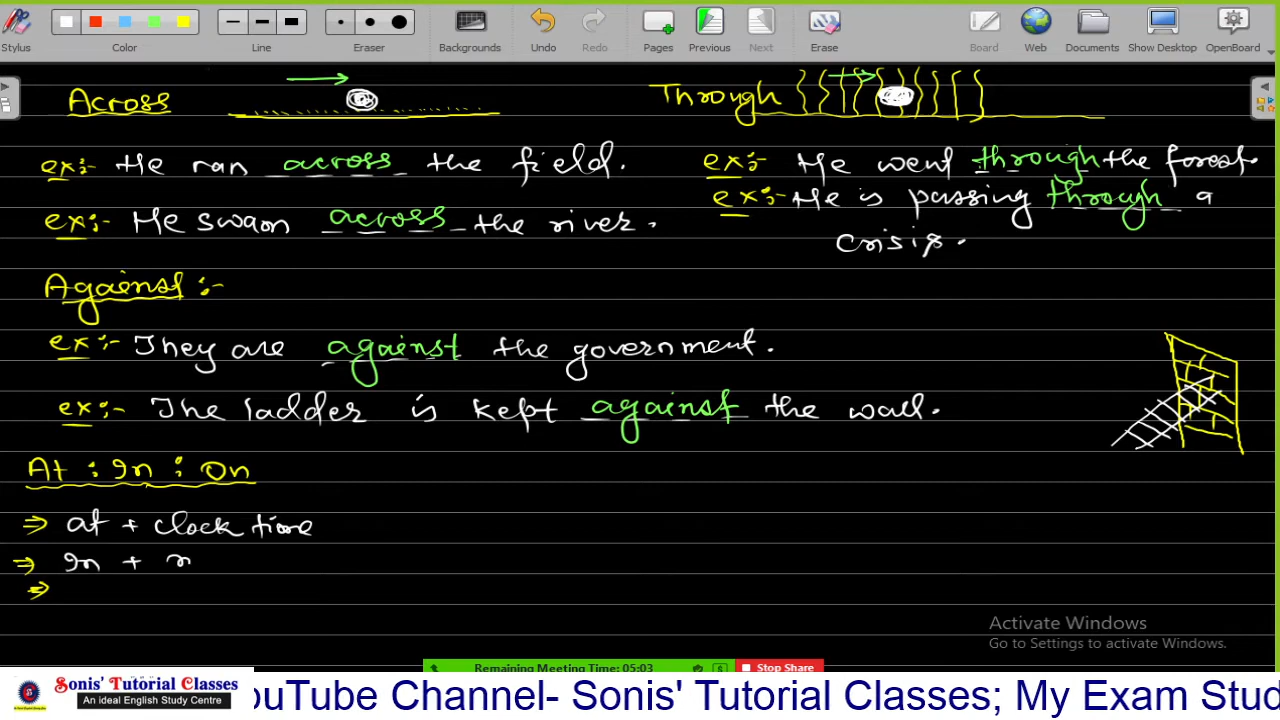 Stylus Color Line Eraser Backgrounds Undo Redo Pages Previous Next Erase Board Web Documents Show Desktop OpenBoard
Across
Through
ex:- He ran across the field.
ex:- He went through the forest.
ex:- He is passing through a
crisis.
ex:- He swam across the river.
Against :-
ex:- They are against the government.
ex:- The ladder is kept against the wall.
At : In : On
⇒ at + clock time
⇒ In +
⇒
Activate Windows
Go to Settings to activate Windows.
Remaining Meeting Time: 05:03
Stop Share
Sonis' Tutorial Classes
An ideal English Study Centre
ouTube Channel- Sonis' Tutorial Classes; My Exam Stud